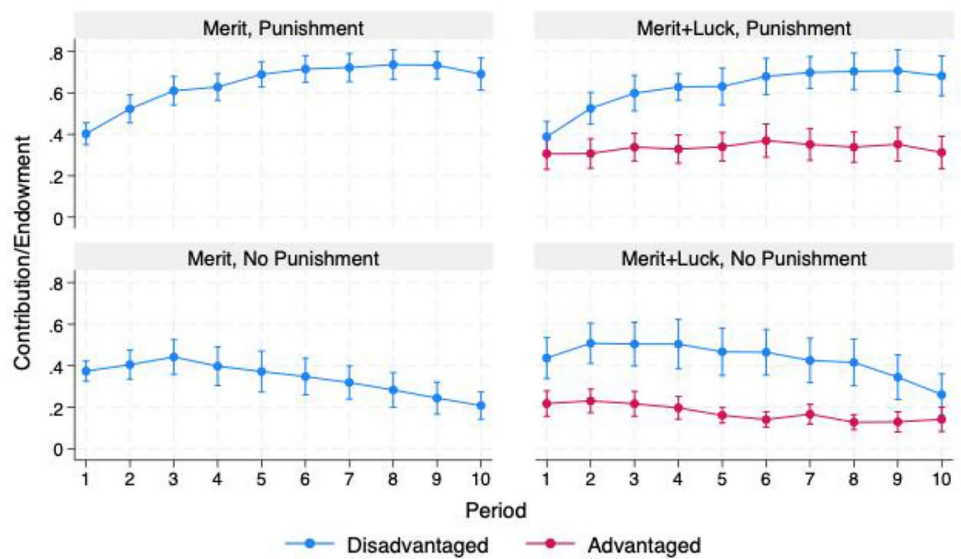 Merit, Punishment
Merit+Luck, Punishment
.8
.6
.4
.2
0
Merit, No Punishment
Merit+Luck, No Punishment
.8
.6
.4
.2
0
Contribution/Endowment
1 2 3 4 5 6 7 8 9 10
1 2 3 4 5 6 7 8 9 10
Period
Disadvantaged
Advantaged